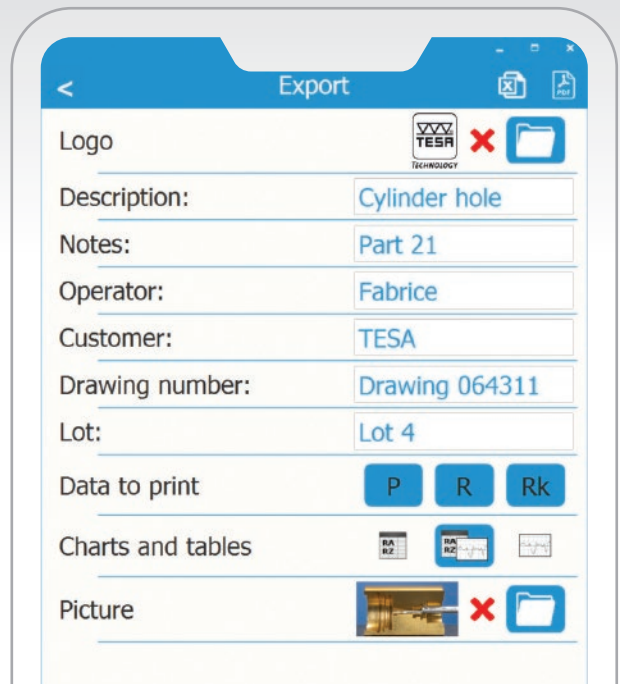 < Export
PDF
Logo
TESA
TECHNOLOGY
Description: Cylinder hole
Notes: Part 21
Operator: Fabrice
Customer: TESA
Drawing number: Drawing 064311
Lot: Lot 4
Data to print P R Rk
Charts and tables
RA RA
RZ RZ
Picture